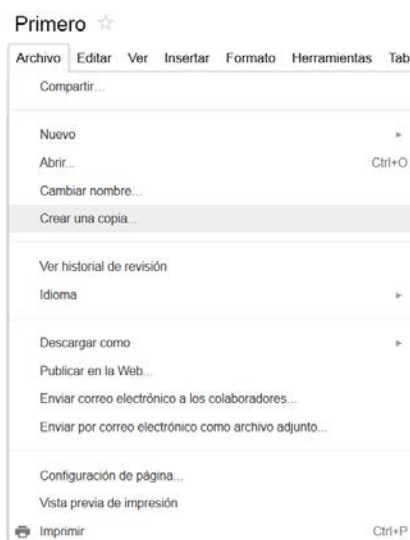 Primero
Archivo Editar Ver Insertar Formato Herramientas Tab
Compartir...
Nuevo
Abrir... Ctrl+O
Cambiar nombre...
Crear una copia...
Ver historial de revisión
Idioma
Descargar como
Publicar en la Web...
Enviar correo electrónico a los colaboradores...
Enviar por correo electrónico como archivo adjunto...
Configuración de página...
Vista previa de impresión
Imprimir Ctrl+P